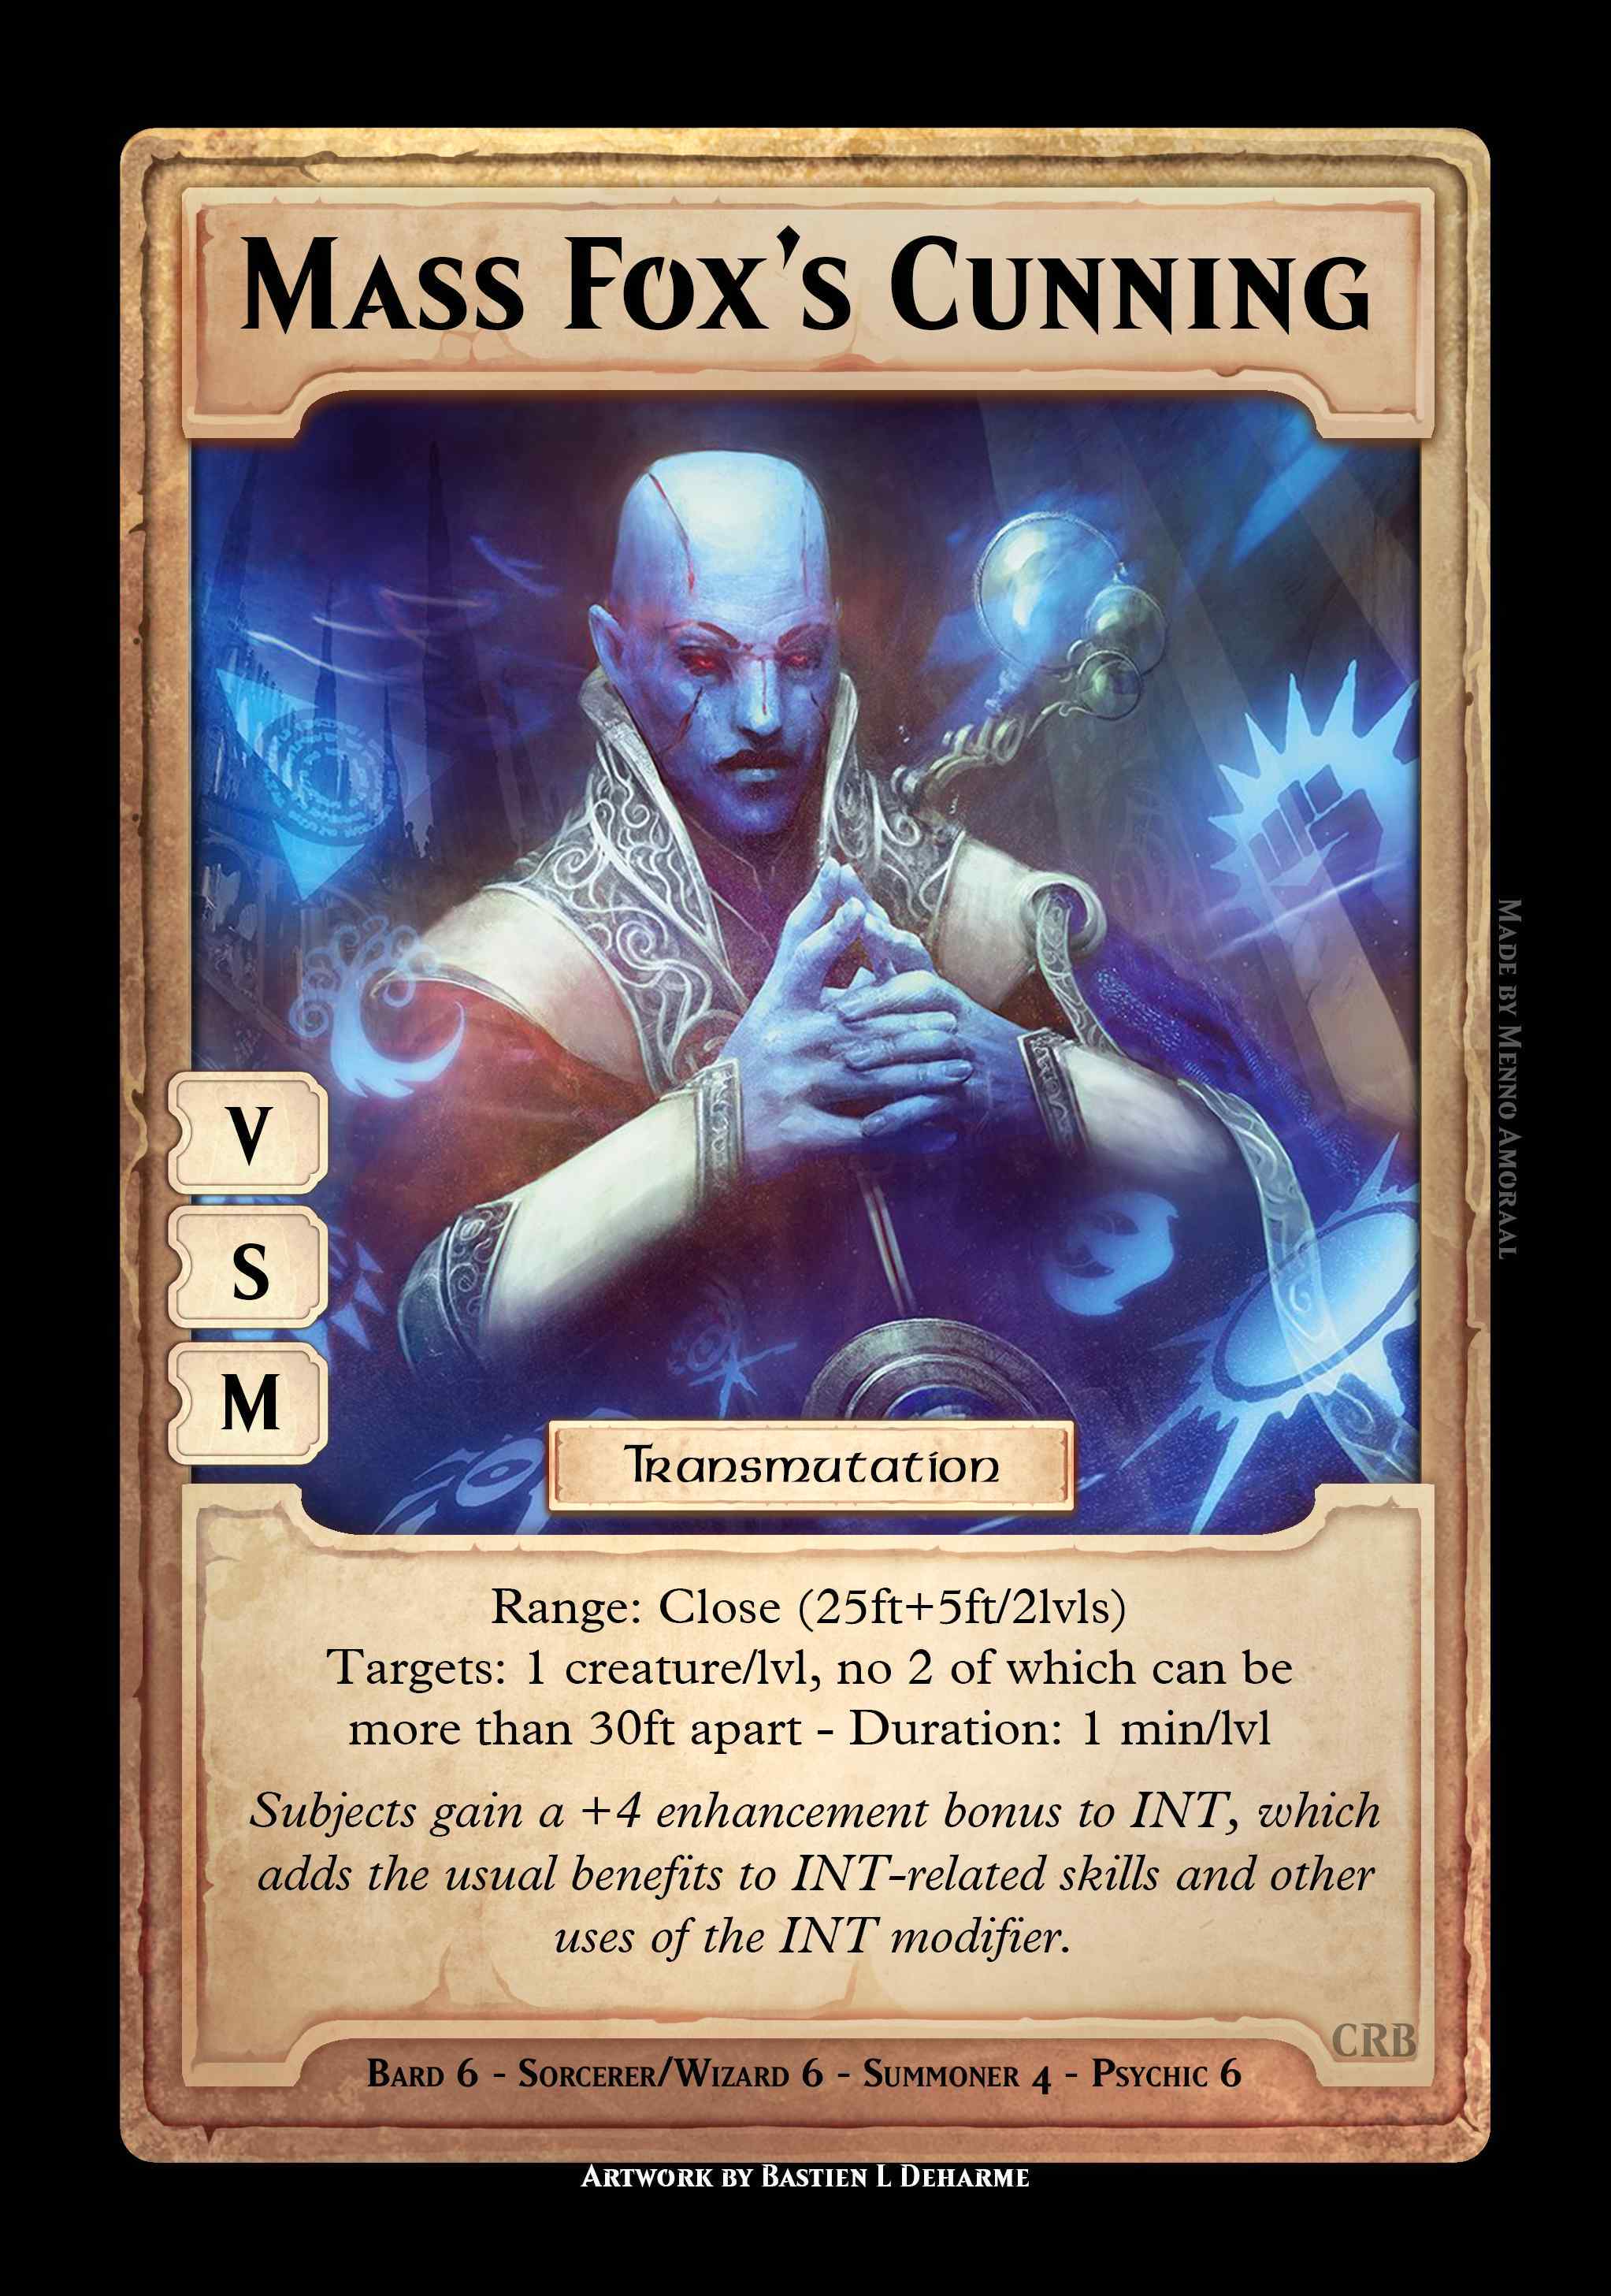 Mass Fox's Cunning
V
S
M
Transmutation
Range: Close (25ft+5ft/2lvls)
Targets: 1 creature/lvl, no 2 of which can be
more than 30ft apart - Duration: 1 min/lvl
Subjects gain a +4 enhancement bonus to INT, which
adds the usual benefits to INT-related skills and other
uses of the INT modifier.
CRB
Bard 6 - Sorcerer/Wizard 6 - Summoner 4 - Psychic 6
Artwork by Bastien L Deharme
Made by Menno Amoraal